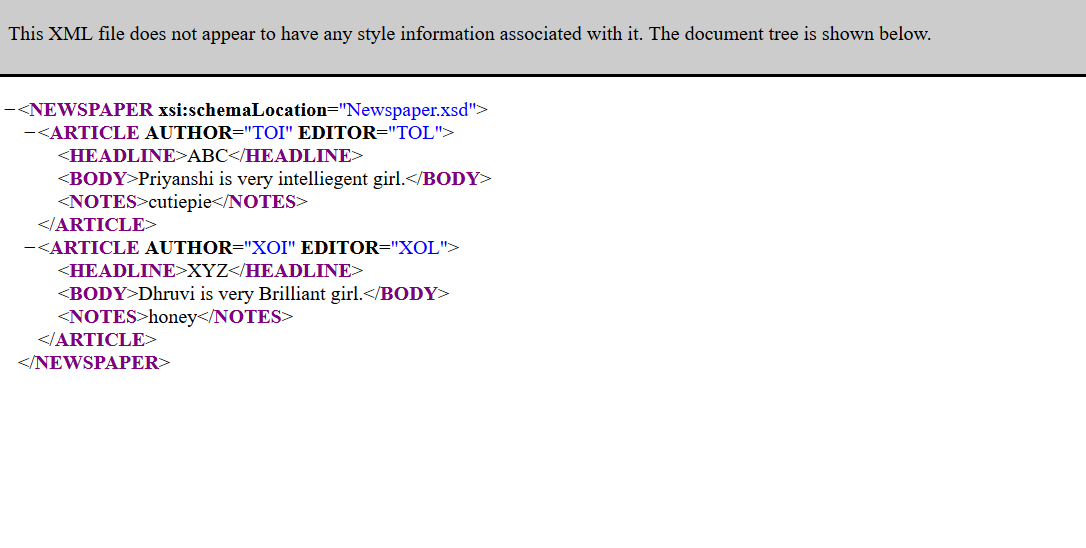 This XML file does not appear to have any style information associated with it. The document tree is shown below.
−<NEWSPAPER xsi:schemaLocation="Newspaper.xsd">
−<ARTICLE AUTHOR="TOI" EDITOR="TOL">
<HEADLINE>ABC</HEADLINE>
<BODY>Priyanshi is very intelliegent girl.</BODY>
<NOTES>cutiepie</NOTES>
</ARTICLE>
−<ARTICLE AUTHOR="XOI" EDITOR="XOL">
<HEADLINE>XYZ</HEADLINE>
<BODY>Dhruvi is very Brilliant girl.</BODY>
<NOTES>honey</NOTES>
</ARTICLE>
</NEWSPAPER>